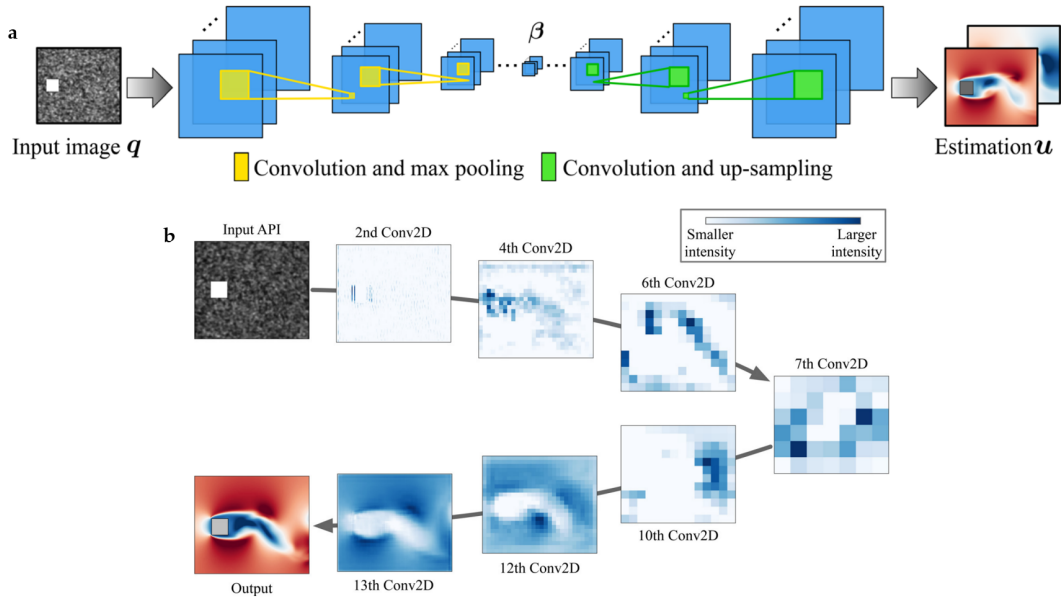 a
β
Input image q
Estimation u
Convolution and max pooling
Convolution and up-sampling
b
Input API
2nd Conv2D
4th Conv2D
6th Conv2D
7th Conv2D
Smaller intensity
Larger intensity
Output
13th Conv2D
12th Conv2D
10th Conv2D